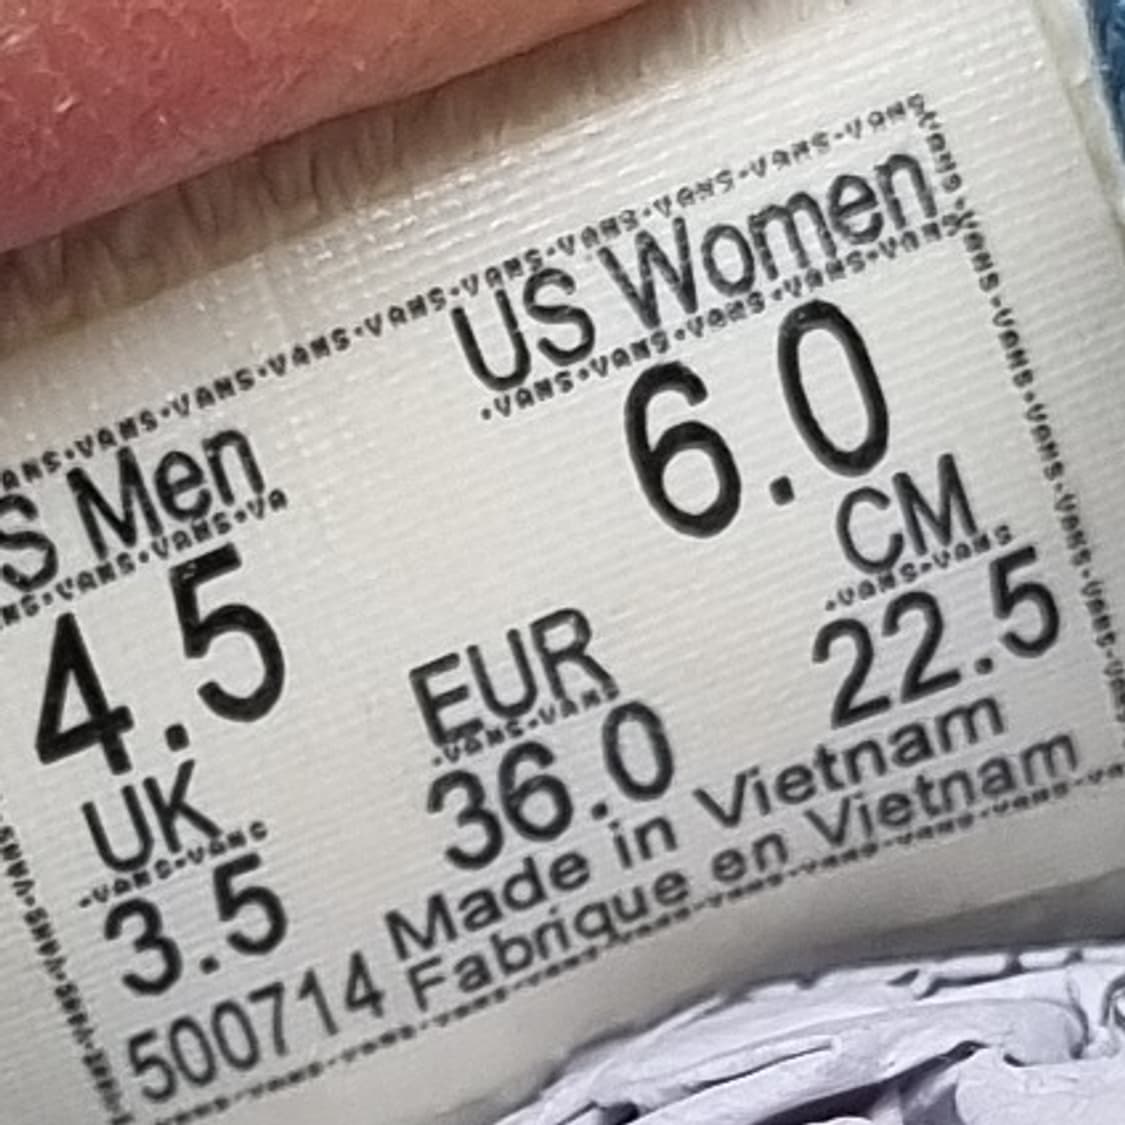 S Men US Women
4.5 6.0
UK EUR CM
3.5 36.0 22.5
500714 Made in Vietnam
Fabrique en Vietnam